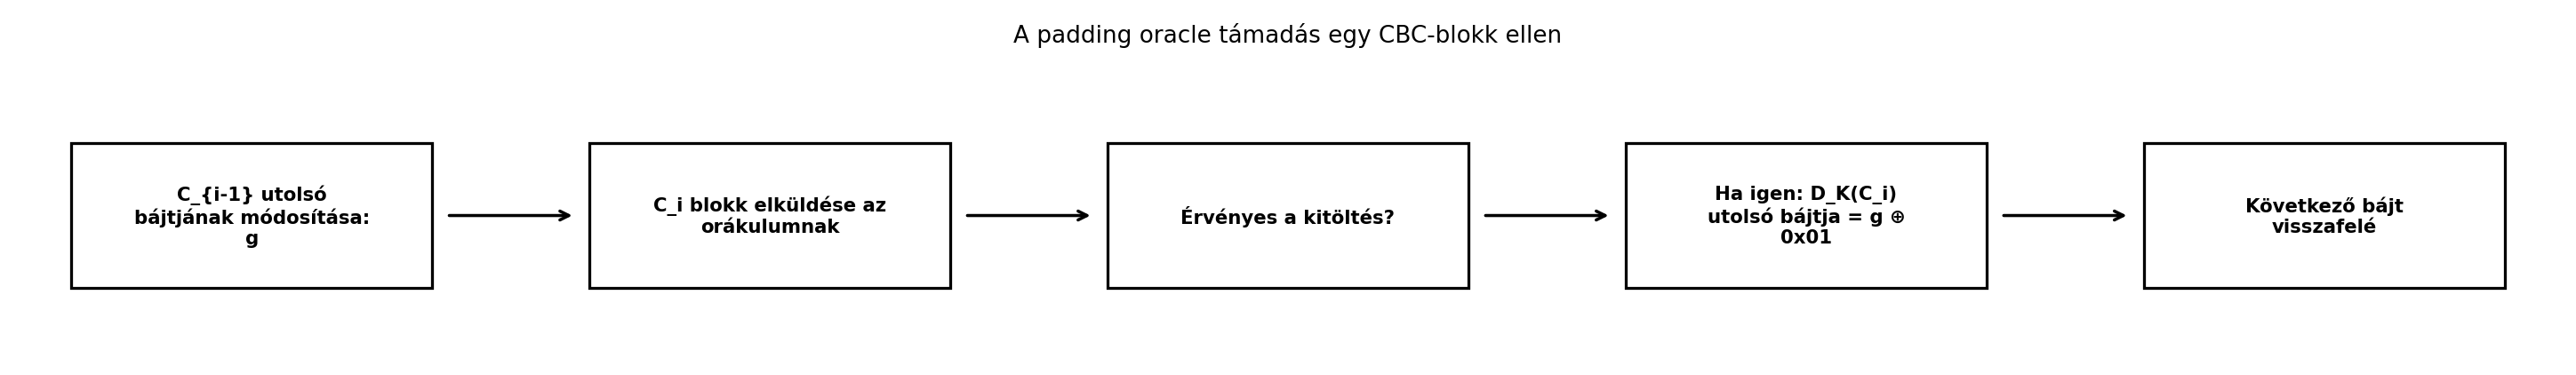 A padding oracle támadás egy CBC-blokk ellen
C_{i-1} utolsó
bájtjának módosítása:
g
C_i blokk elküldése az
orákulumnak
Érvényes a kitöltés?
Ha igen: D_K(C_i)
utolsó bájtja = g ⊕
0x01
Következő bájt
visszafelé